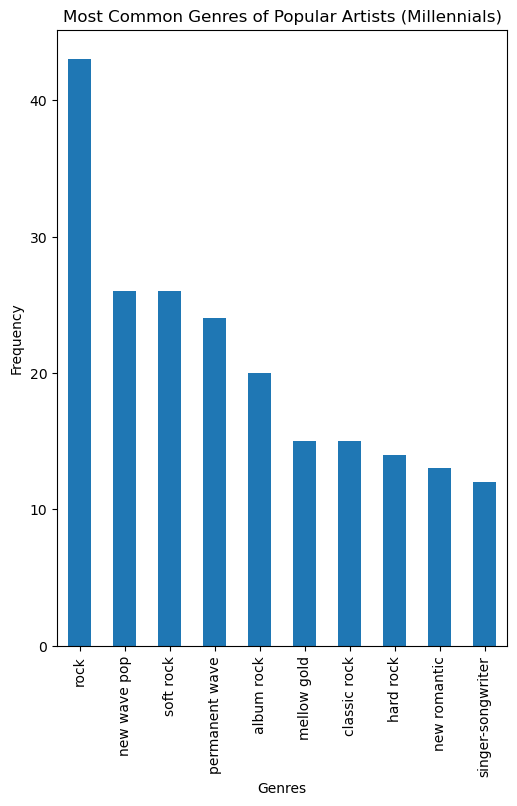 Most Common Genres of Popular Artists (Millennials)
40
30
20
10
0
Frequency
rock
new wave pop
soft rock
permanent wave
album rock
mellow gold
classic rock
hard rock
new romantic
singer-songwriter
Genres